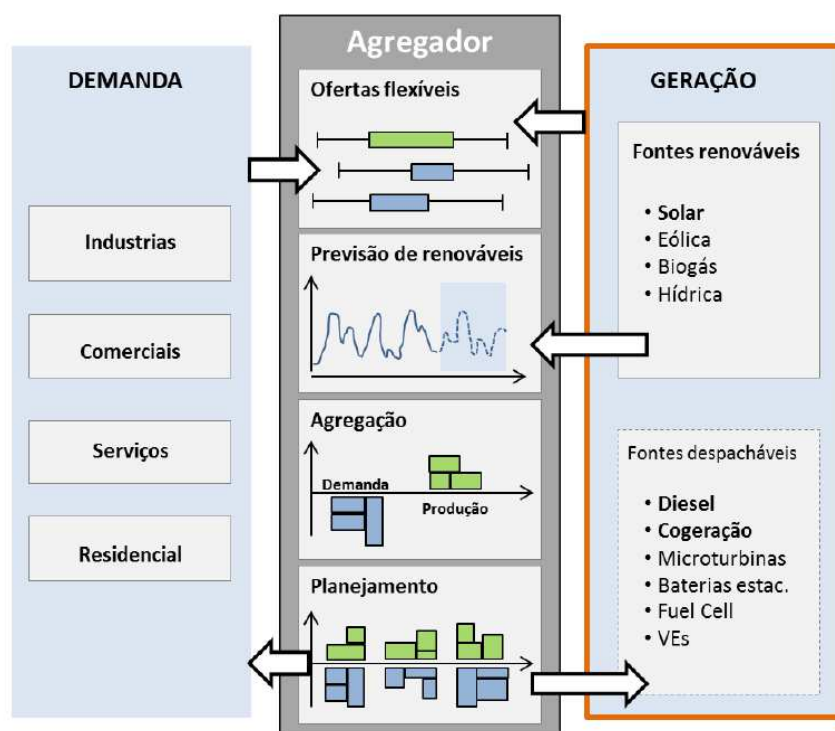 Agregador
DEMANDA
Industrias
Comerciais
Serviços
Residencial
Ofertas flexíveis
Previsão de renováveis
Agregação
Demanda
Produção
Planejamento
GERAÇÃO
Fontes renováveis
• Solar
• Eólica
• Biogás
• Hídrica
Fontes despacháveis
• Diesel
• Cogeração
• Microturbinas
• Baterias estac.
• Fuel Cell
• VEs